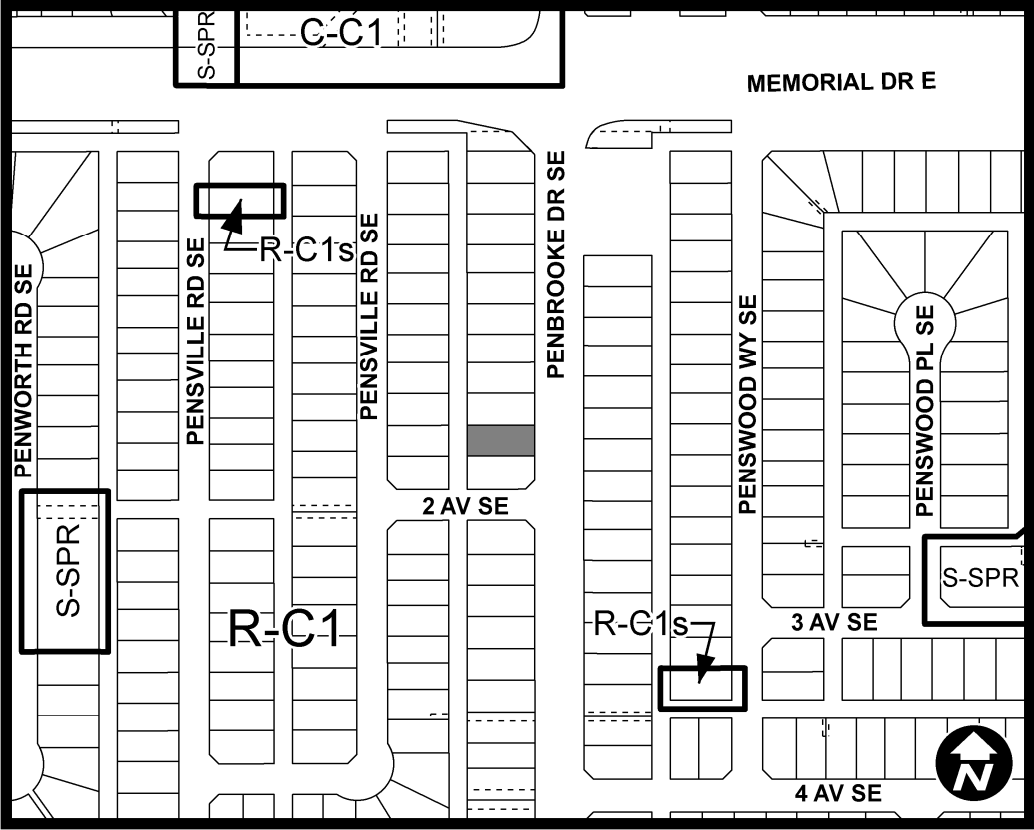 S-SPR
C-C1
MEMORIAL DR E
R-C1s
PENWORTH RD SE
PENSVILLE RD SE
PENSVILLE RD SE
PENBROOKE DR SE
PENSWOOD WY SE
PENSWOOD PL SE
2 AV SE
S-SPR
S-SPR
R-C1
R-C1s
3 AV SE
N
4 AV SE